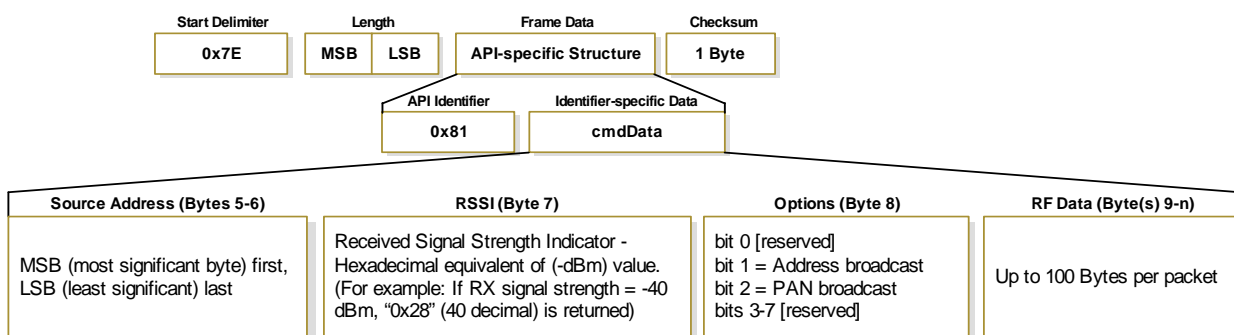 Start Delimiter
Length
Frame Data
Checksum
0x7E
MSB
LSB
API-specific Structure
1 Byte
API Identifier
Identifier-specific Data
0x81
cmdData
Source Address (Bytes 5-6)
MSB (most significant byte) first,
LSB (least significant) last
RSSI (Byte 7)
Received Signal Strength Indicator -
Hexadecimal equivalent of (-dBm) value.
(For example: If RX signal strength = -40
dBm, “0x28” (40 decimal) is returned)
Options (Byte 8)
bit 0 [reserved]
bit 1 = Address broadcast
bit 2 = PAN broadcast
bits 3-7 [reserved]
RF Data (Byte(s) 9-n)
Up to 100 Bytes per packet